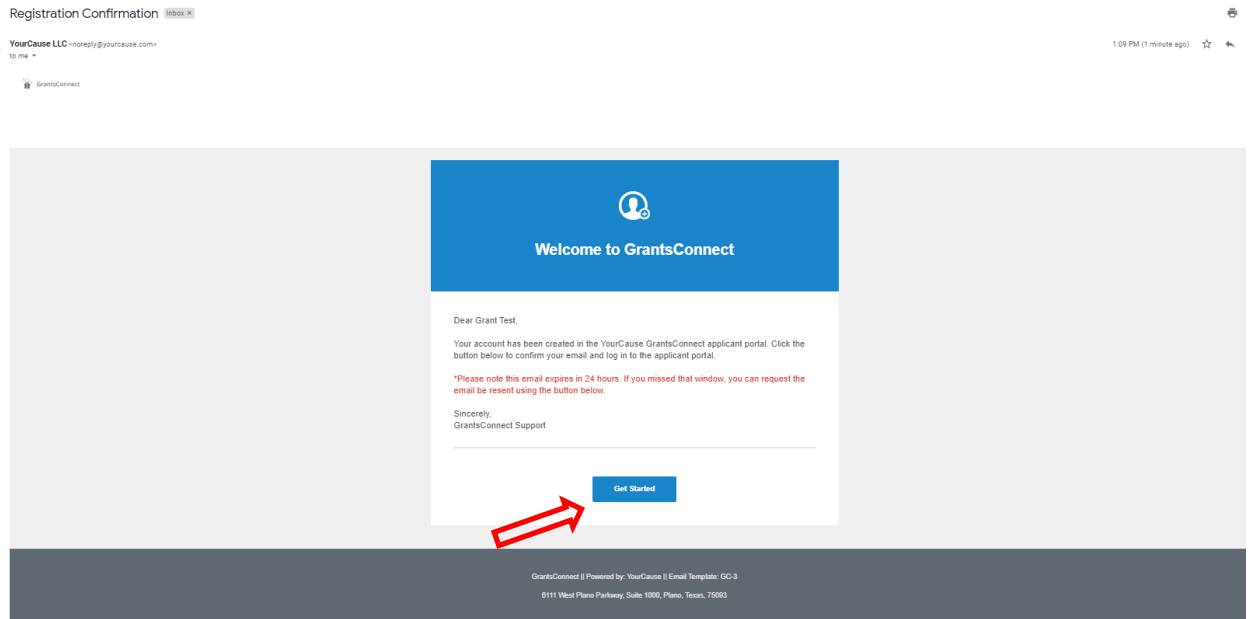 Registration Confirmation Inbox ×
YourCause LLC <noreply@yourcause.com>
1:09 PM (1 minute ago)
to me
GrantsConnect
Welcome to GrantsConnect
Dear Grant Test,
Your account has been created in the YourCause GrantsConnect applicant portal. Click the
button below to confirm your email and log in to the applicant portal.
*Please note this email expires in 24 hours. If you missed that window, you can request the
email be resent using the button below.
Sincerely,
GrantsConnect Support
Get Started
GrantsConnect || Powered by: YourCause || Email Template: GC-3
6111 West Plano Parkway, Suite 1000, Plano, Texas, 75093